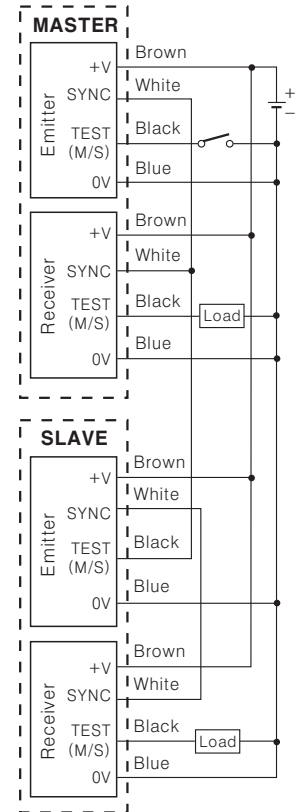 MASTER
Emitter
+V
Brown
SYNC
White
TEST
(M/S)
Black
0V
Blue
+
−
Receiver
+V
Brown
SYNC
White
TEST
(M/S)
Black
Load
0V
Blue
SLAVE
Emitter
+V
Brown
SYNC
White
TEST
(M/S)
Black
0V
Blue
Receiver
+V
Brown
SYNC
White
TEST
(M/S)
Black
Load
0V
Blue